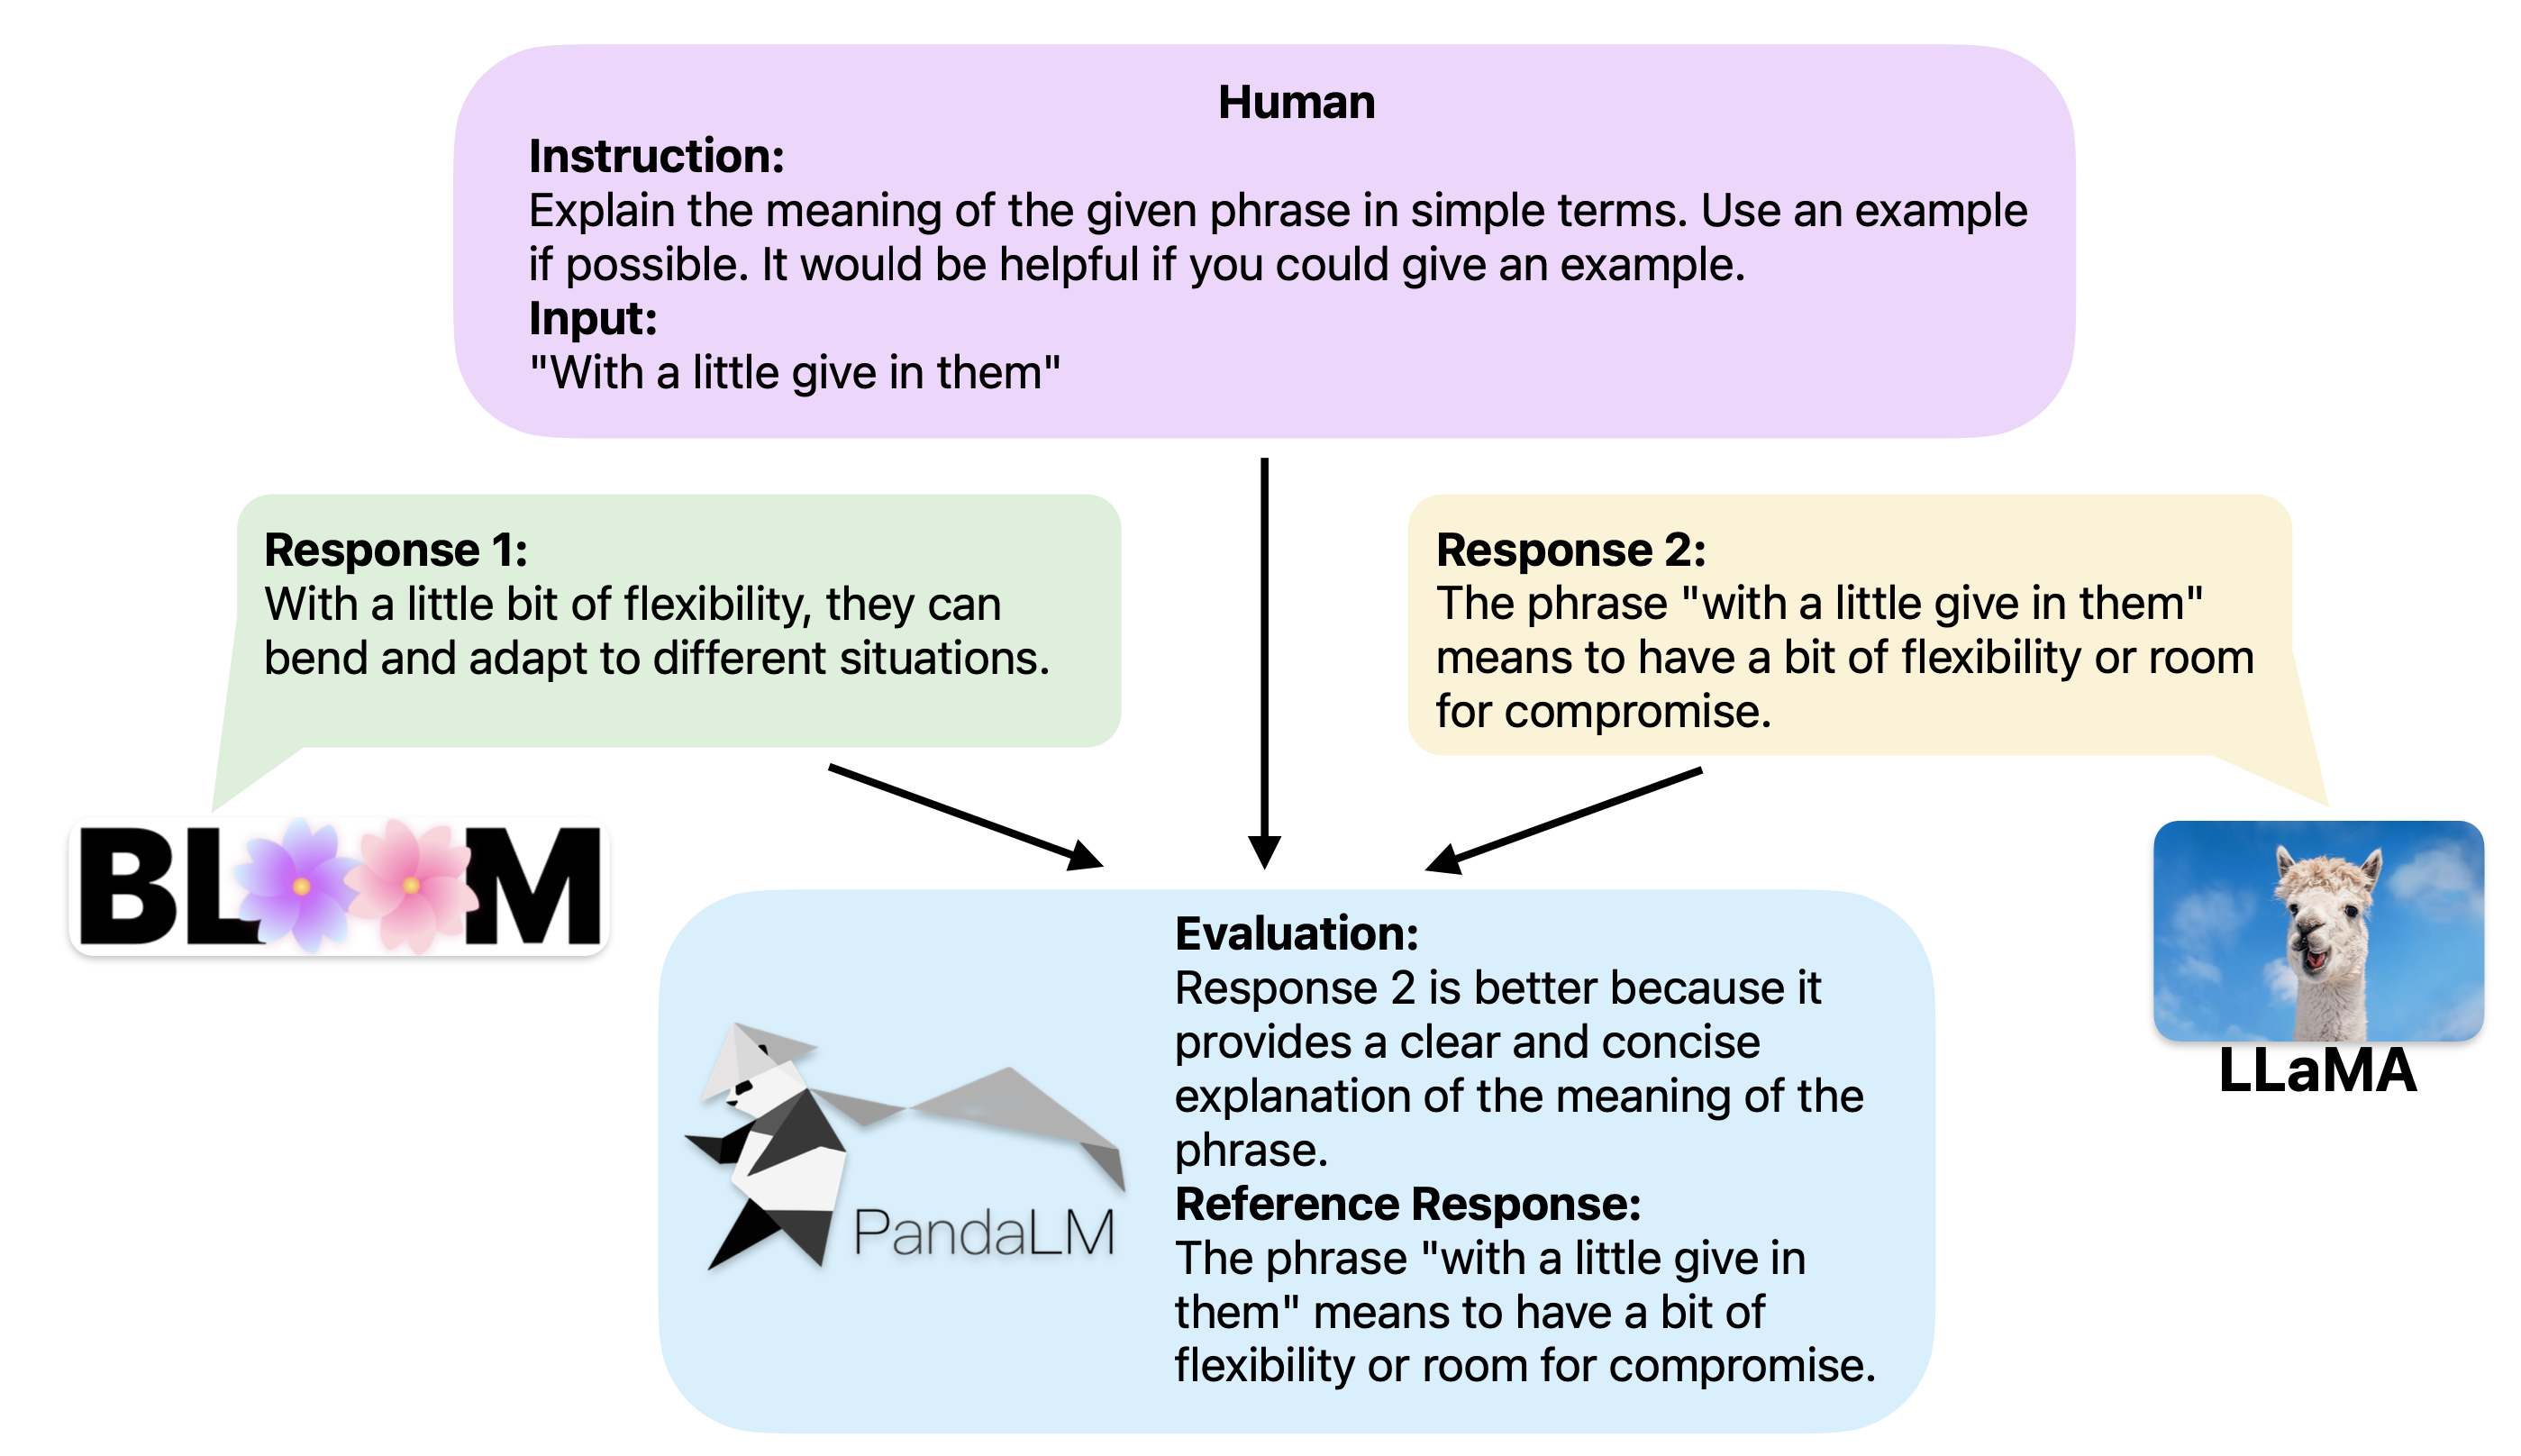 Human
Instruction:
Explain the meaning of the given phrase in simple terms. Use an example
if possible. It would be helpful if you could give an example.
Input:
"With a little give in them"
Response 1:
With a little bit of flexibility, they can
bend and adapt to different situations.
Response 2:
The phrase "with a little give in them"
means to have a bit of flexibility or room
for compromise.
BLOOM
LLaMA
PandaLM
Evaluation:
Response 2 is better because it
provides a clear and concise
explanation of the meaning of the
phrase.
Reference Response:
The phrase "with a little give in
them" means to have a bit of
flexibility or room for compromise.